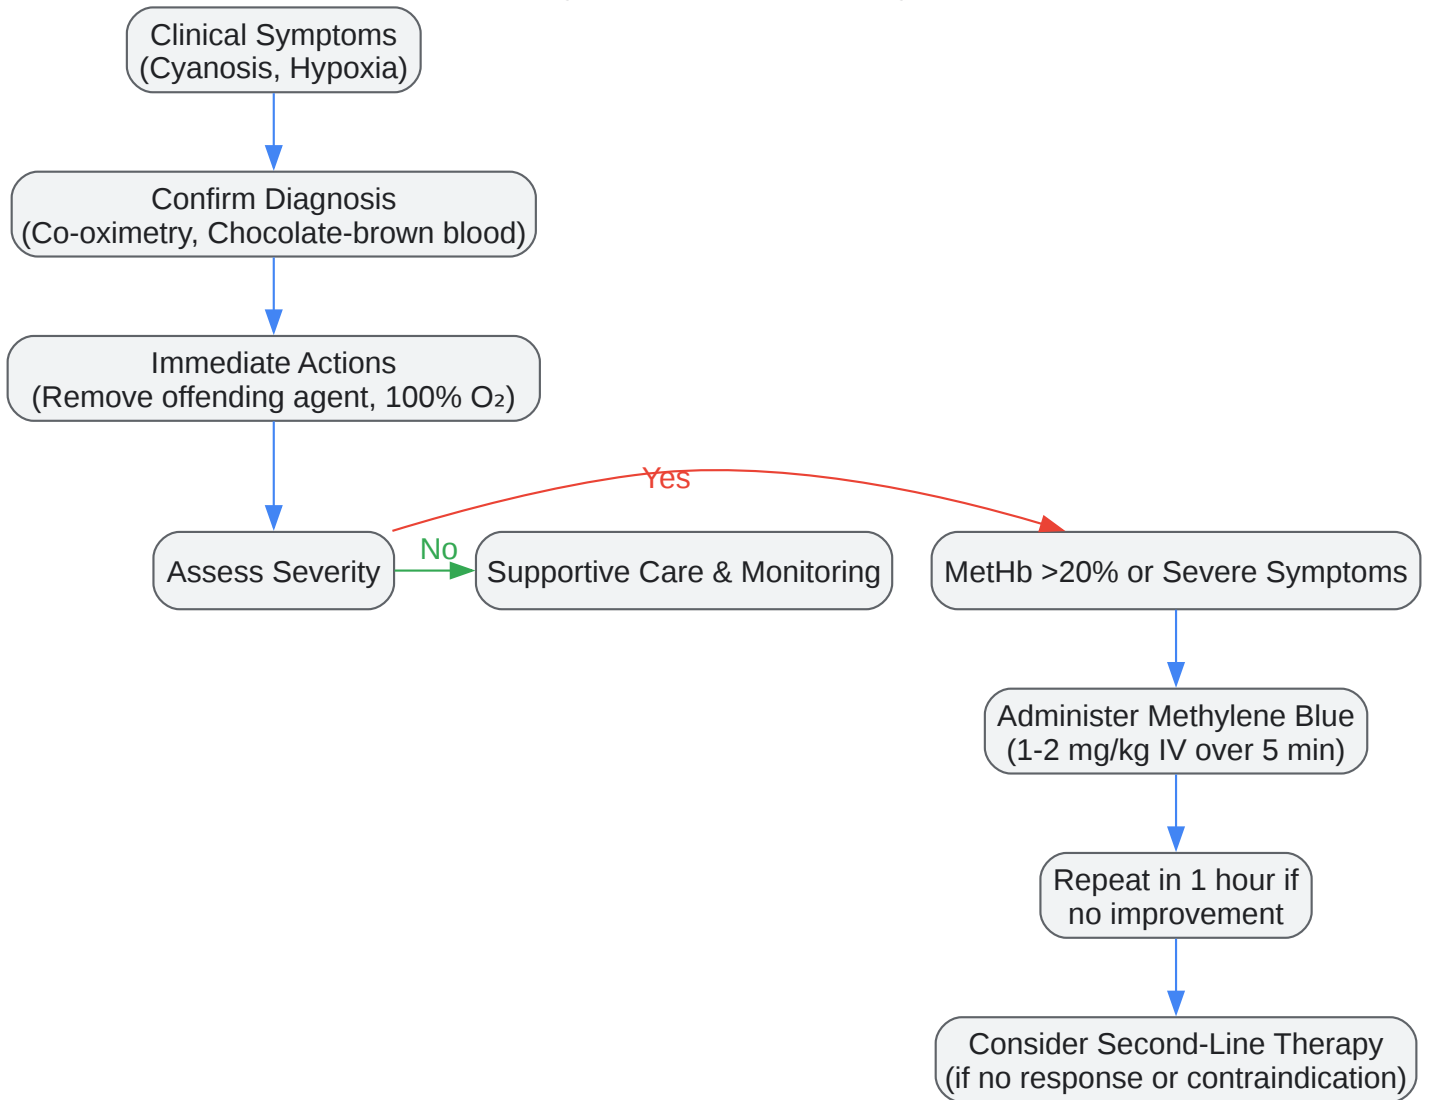 Clinical Symptoms
(Cyanosis, Hypoxia)
Confirm Diagnosis
(Co-oximetry, Chocolate-brown blood)
Immediate Actions
(Remove offending agent, 100% O₂)
Yes
No
Assess Severity
Supportive Care & Monitoring
MetHb >20% or Severe Symptoms
Administer Methylene Blue
(1-2 mg/kg IV over 5 min)
Repeat in 1 hour if
no improvement
Consider Second-Line Therapy
(if no response or contraindication)